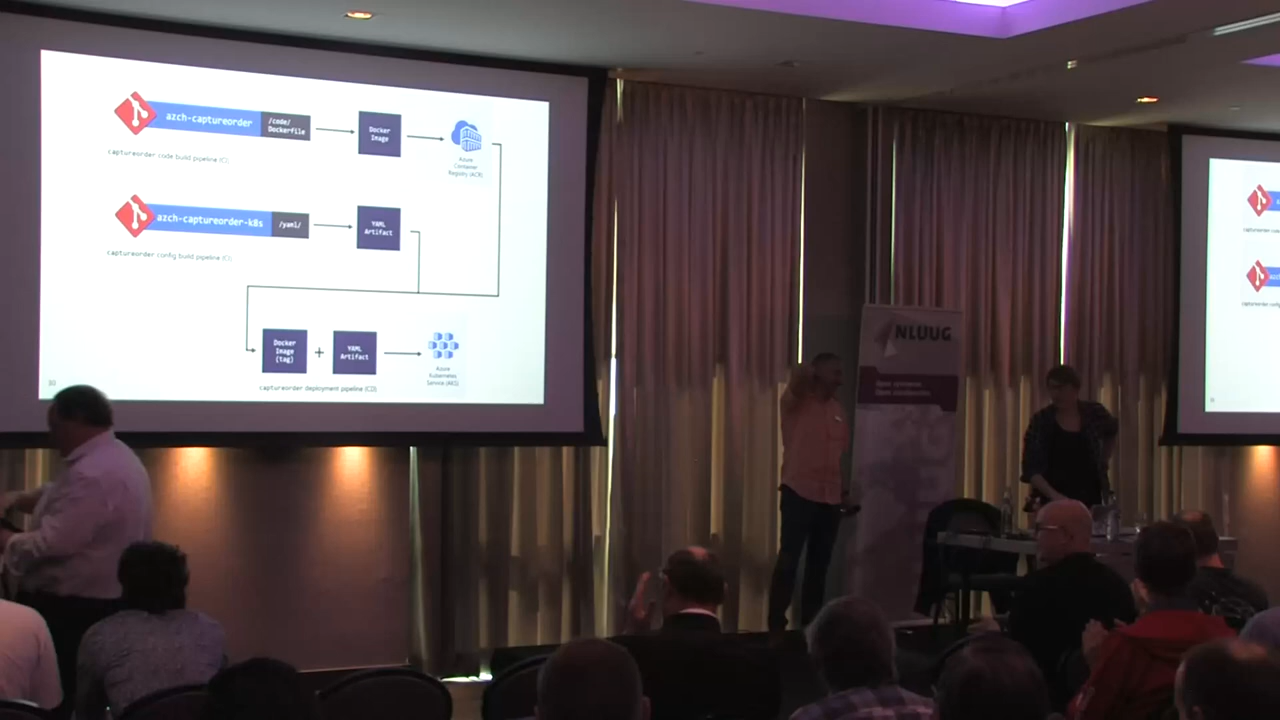 azch-captureorder
/code/
Dockerfile
Docker
Image
Azure
Container
Registry (ACR)
captureorder code build pipeline (CI)
azch-captureorder-k8s
/yaml/
YAML
Artifact
captureorder config build pipeline (CI)
Docker
Image
(tag)
+
YAML
Artifact
Azure
Kubernetes
Service (AKS)
captureorder deployment pipeline (CD)
30
NLUUG